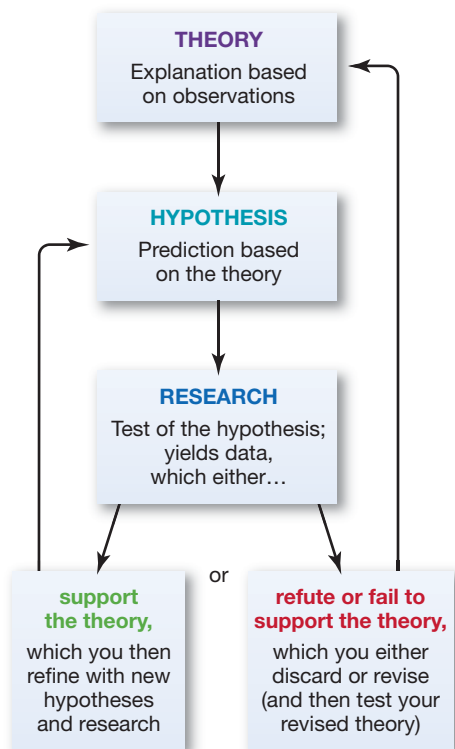 THEORY
Explanation based
on observations
HYPOTHESIS
Prediction based
on the theory
RESEARCH
Test of the hypothesis;
yields data,
which either…
or
support
the theory,
which you then
refine with new
hypotheses
and research
refute or fail to
support the theory,
which you either
discard or revise
(and then test your
revised theory)